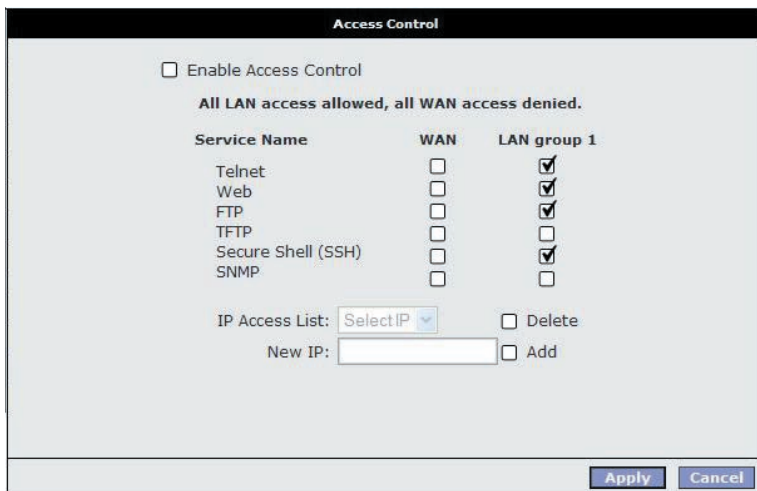 Access Control
Enable Access Control
All LAN access allowed, all WAN access denied.
Service Name WAN LAN group 1
Telnet
Web
FTP
TFTP
Secure Shell (SSH)
SNMP
IP Access List: Select IP Delete
New IP: Add
Apply Cancel